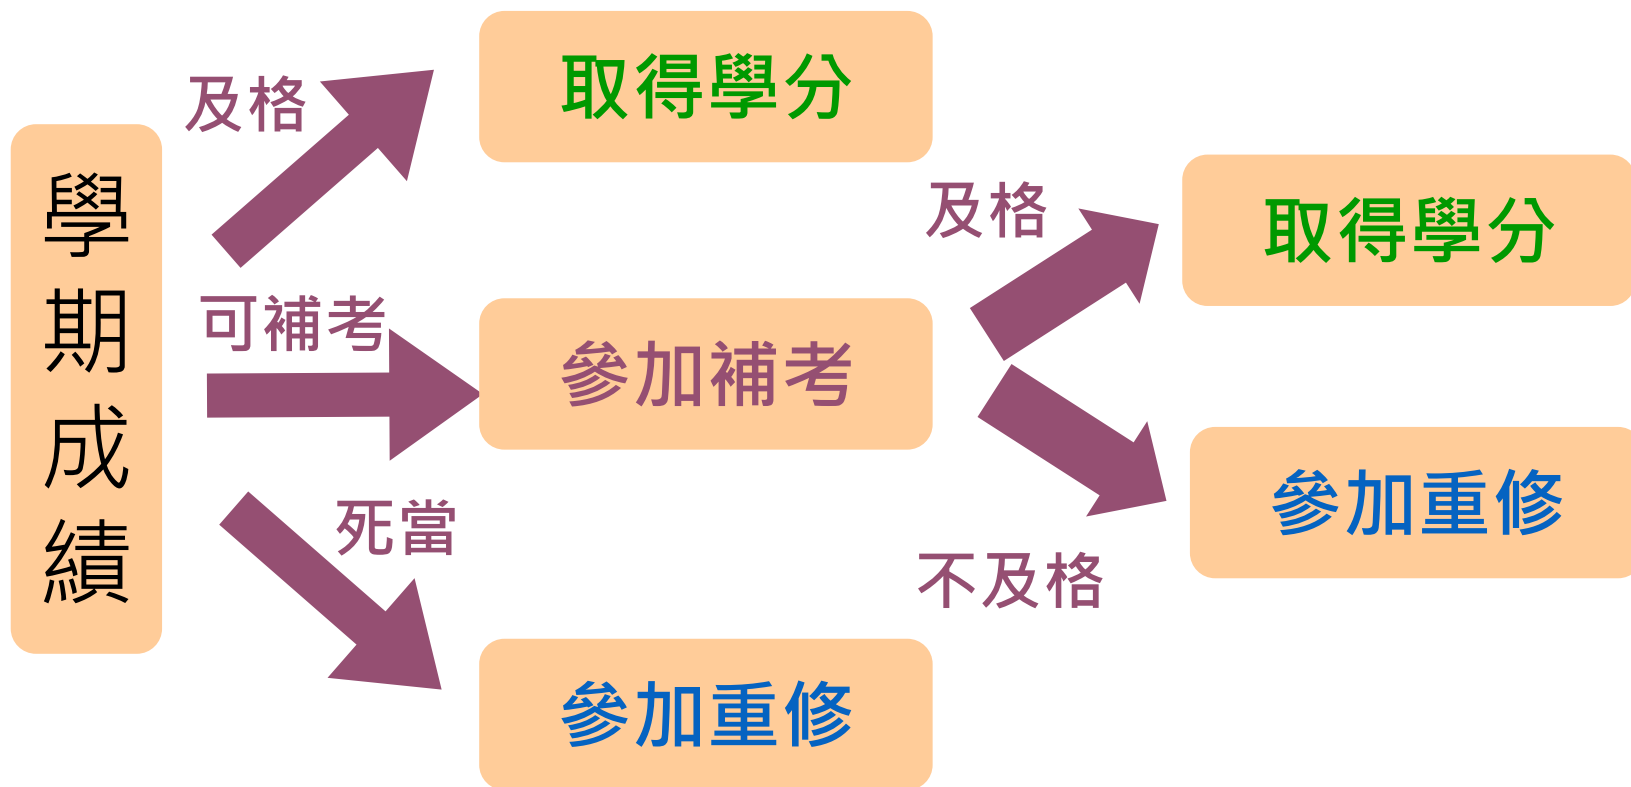 學期成績
及格
取得學分
可補考
參加補考
死當
參加重修
及格
取得學分
不及格
參加重修